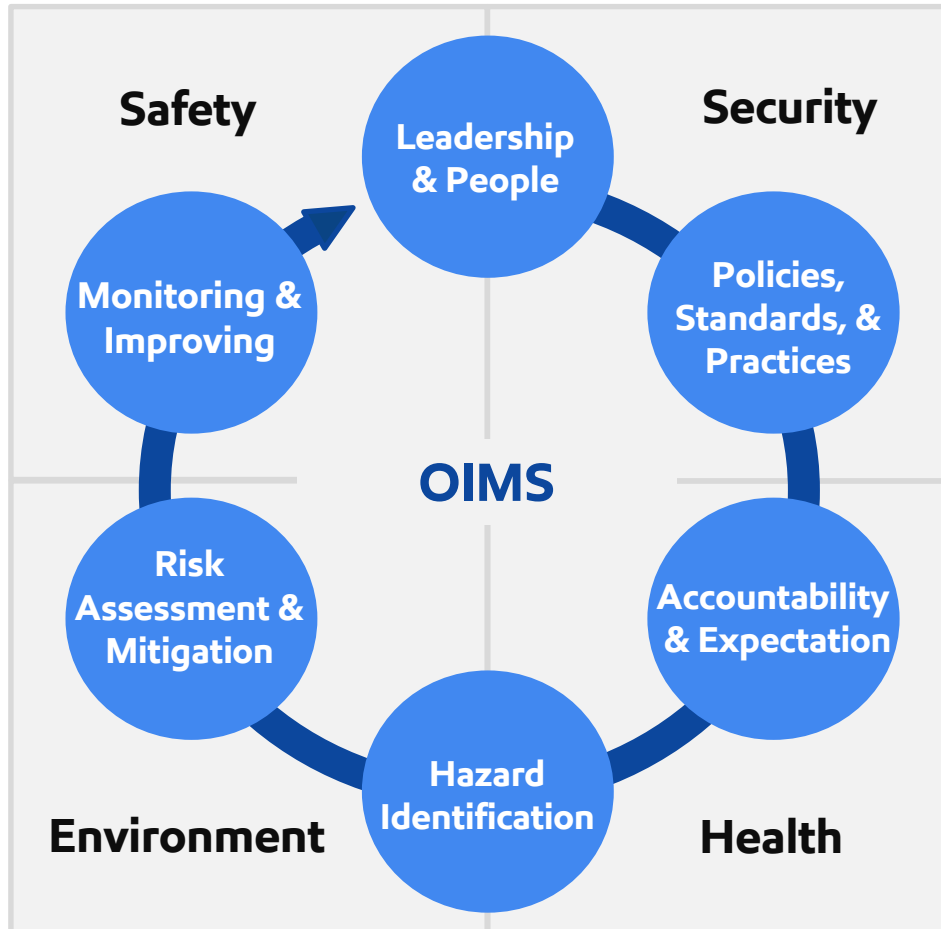 Safety
Security
Leadership
& People
Policies,
Standards, &
Practices
Accountability
& Expectation
Hazard
Identification
Risk
Assessment &
Mitigation
Monitoring &
Improving
OIMS
Environment
Health